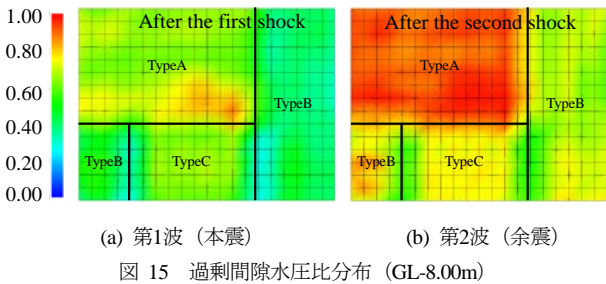 1.00
0.80
0.60
0.40
0.20
0.00
After the first shock
TypeA
TypeB
TypeB
TypeC
After the second shock
TypeA
TypeB
TypeB
TypeC
(a) 第1波（本震）
(b) 第2波（余震）
図 15 過剰間隙水圧比分布（GL-8.00m）